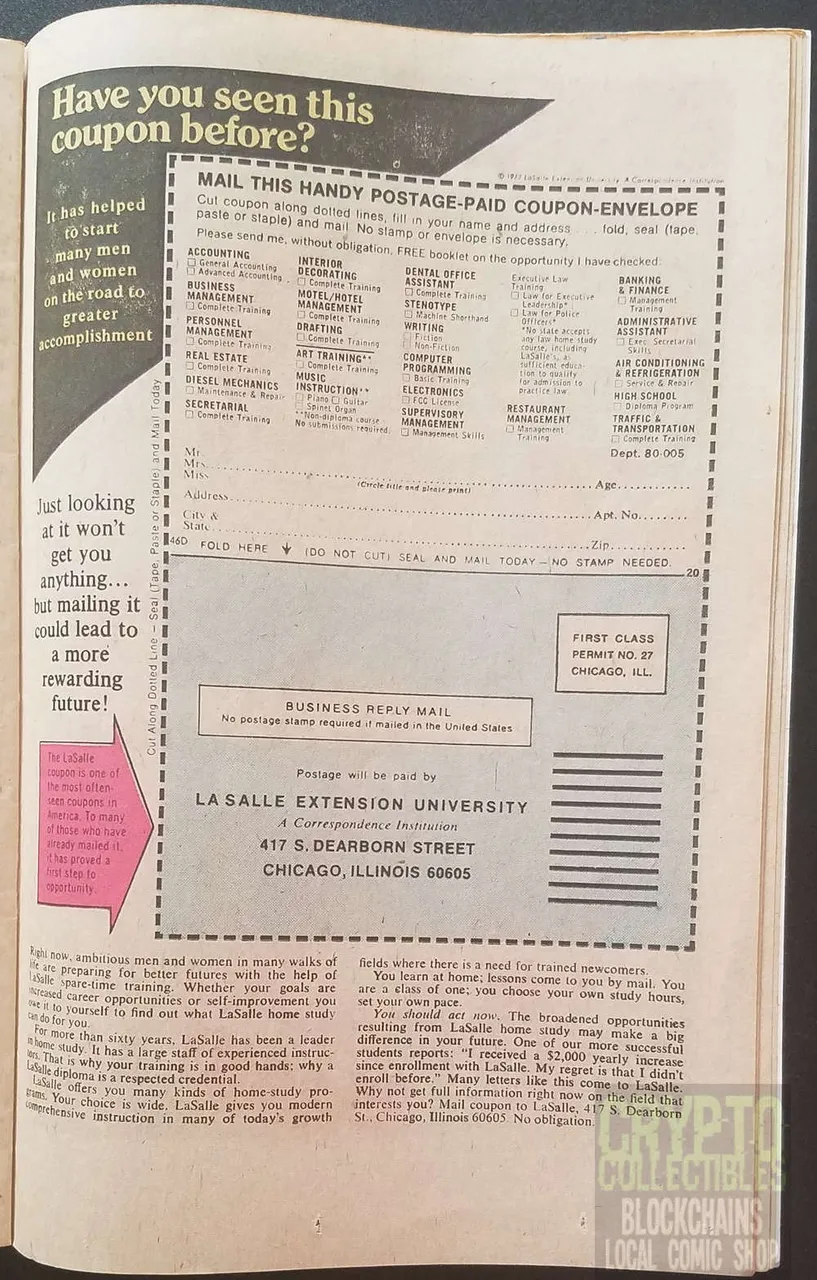 Have you seen this
coupon before?
It has helped
to start
many men
and women
on the road to
greater
accomplishment
© 1977 LaSalle Extension University A Correspondence Institution
MAIL THIS HANDY POSTAGE-PAID COUPON-ENVELOPE
Cut coupon along dotted lines, fill in your name and address . . . fold, seal (tape,
paste or staple) and mail. No stamp or envelope is necessary.
Please send me, without obligation, FREE booklet on the opportunity I have checked:
ACCOUNTING
General Accounting
Advanced Accounting
BUSINESS
MANAGEMENT
Complete Training
PERSONNEL
MANAGEMENT
Complete Training
REAL ESTATE
Complete Training
DIESEL MECHANICS
Maintenance & Repair
SECRETARIAL
Complete Training
INTERIOR
DECORATING
Complete Training
MOTEL/HOTEL
MANAGEMENT
Complete Training
DRAFTING
Complete Training
ART TRAINING**
Complete Training
MUSIC
INSTRUCTION**
Piano Guitar
Spinet Organ
**Non-diploma course
No submissions required.
DENTAL OFFICE
ASSISTANT
Complete Training
STENOTYPE
Machine Shorthand
WRITING
Fiction
Non-Fiction
COMPUTER
PROGRAMMING
Basic Training
ELECTRONICS
FCC License
SUPERVISORY
MANAGEMENT
Management Skills
Executive Law
Training
Law for Executive
Leadership*
Law for Police
Officers*
*No state accepts
any law home study
course, including
LaSalle's, as
sufficient educa-
tion to qualify
for admission to
practice law.
RESTAURANT
MANAGEMENT
Management
Training
BANKING
& FINANCE
Management
Training
ADMINISTRATIVE
ASSISTANT
Exec. Secretarial
Skills
AIR CONDITIONING
& REFRIGERATION
Service & Repair
HIGH SCHOOL
Diploma Program
TRAFFIC &
TRANSPORTATION
Complete Training
Dept. 80-005
Mr.
Mrs.
Miss
(Circle title and please print)
Age
Address
Apt. No.
City &
State
Zip
46D FOLD HERE (DO NOT CUT) SEAL AND MAIL TODAY — NO STAMP NEEDED.
20
Cut Along Dotted Line — Seal (Tape, Paste or Staple) and Mail Today
Just looking
at it won't
get you
anything...
but mailing it
could lead to
a more
rewarding
future!
The LaSalle
coupon is one of
the most often-
seen coupons in
America. To many
of those who have
already mailed it,
it has proved a
first step to
opportunity.
FIRST CLASS
PERMIT NO. 27
CHICAGO, ILL.
BUSINESS REPLY MAIL
No postage stamp required if mailed in the United States
Postage will be paid by
LA SALLE EXTENSION UNIVERSITY
A Correspondence Institution
417 S. DEARBORN STREET
CHICAGO, ILLINOIS 60605
Right now, ambitious men and women in many walks of
life are preparing for better futures with the help of
LaSalle spare-time training. Whether your goals are
increased career opportunities or self-improvement you
owe it to yourself to find out what LaSalle home study
can do for you.
For more than sixty years, LaSalle has been a leader
in home study. It has a large staff of experienced instruc-
tors. That is why your training is in good hands; why a
LaSalle diploma is a respected credential.
LaSalle offers you many kinds of home-study pro-
grams. Your choice is wide. LaSalle gives you modern
comprehensive instruction in many of today's growth
fields where there is a need for trained newcomers.
You learn at home; lessons come to you by mail. You
are a class of one; you choose your own study hours,
set your own pace.
You should act now. The broadened opportunities
resulting from LaSalle home study may make a big
difference in your future. One of our more successful
students reports: "I received a $2,000 yearly increase
since enrollment with LaSalle. My regret is that I didn't
enroll before." Many letters like this come to LaSalle.
Why not get full information right now on the field that
interests you? Mail coupon to LaSalle, 417 S. Dearborn
St., Chicago, Illinois 60605. No obligation.
CRYPTO
COLLECTIBLES
BLOCKCHAINS
LOCAL COMIC SHOP